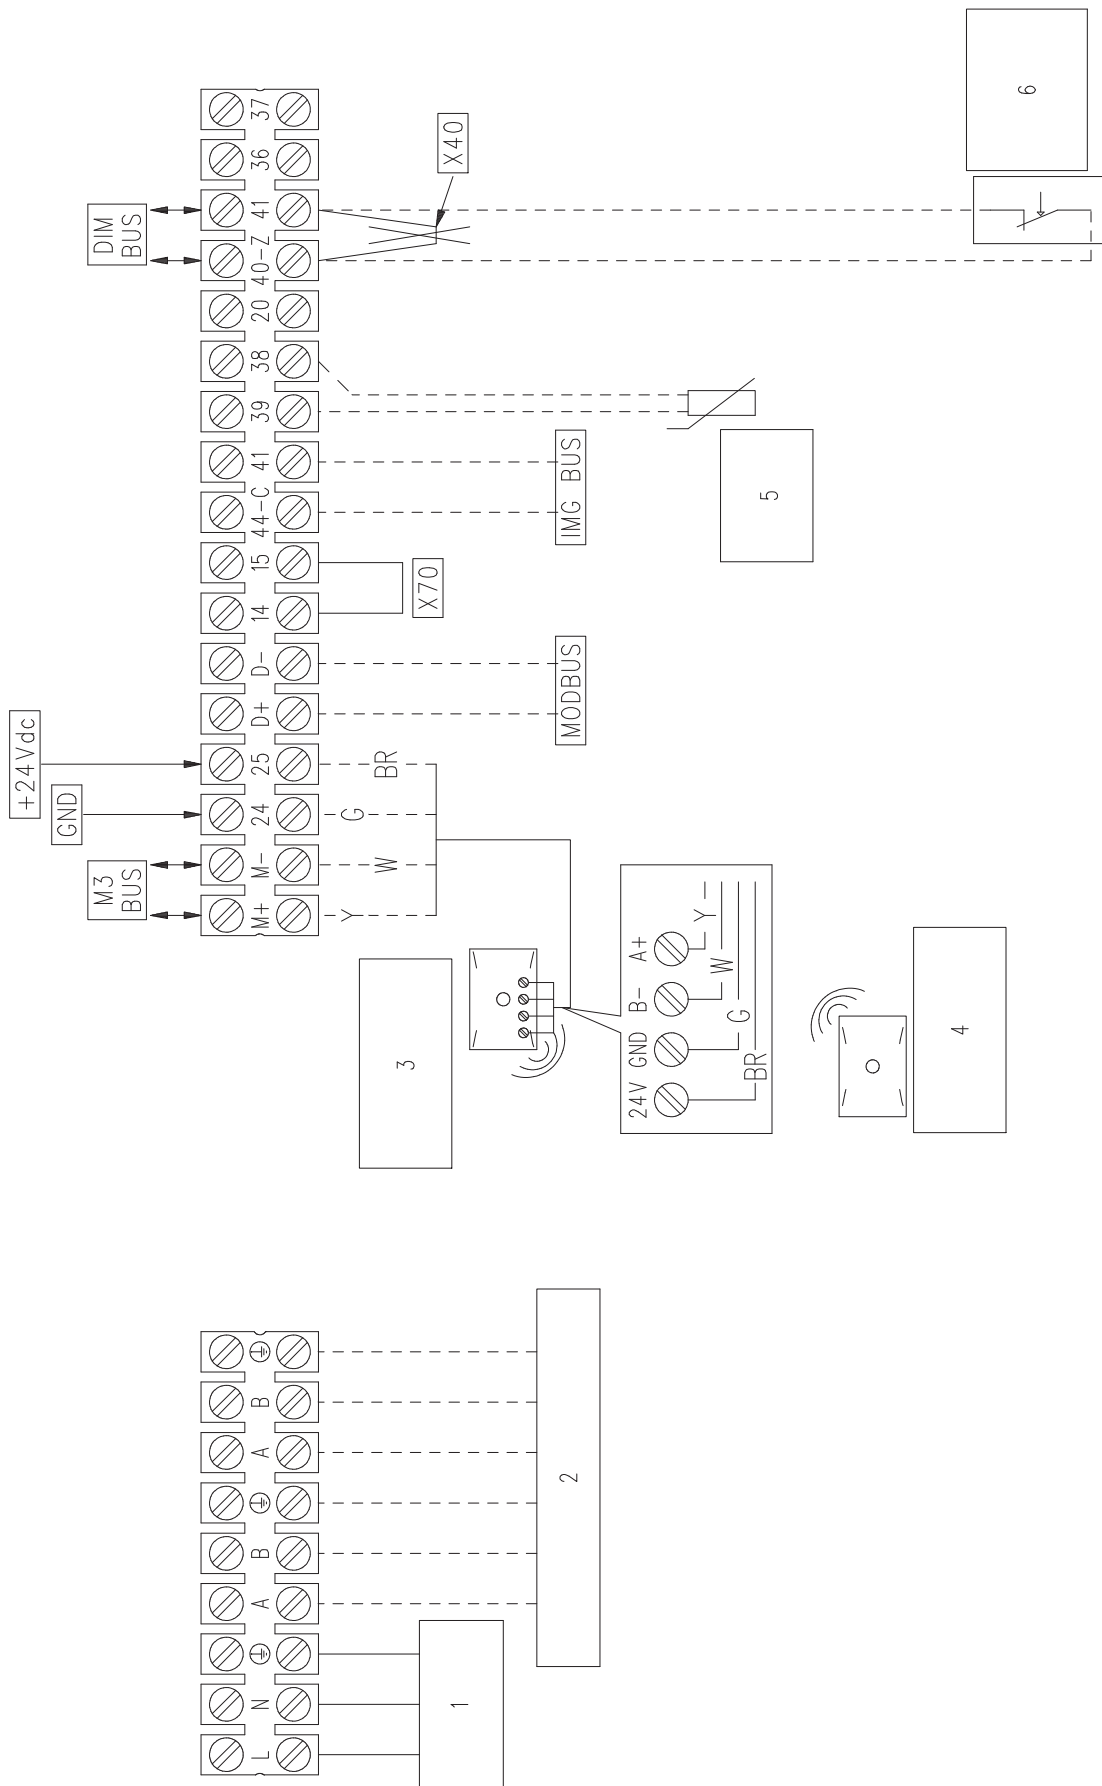 +24Vdc
GND
M3
BUS
DIM
BUS
L
N
A
B
A
B
M+
M-
24
25
D+
D-
14
15
44-C
41
39
38
20
40-Z
41
36
37
Y
W
G
BR
MODBUS
X70
IMG BUS
X40
1
2
3
24V
GND
B-
A+
BR
G
W
Y
4
5
6